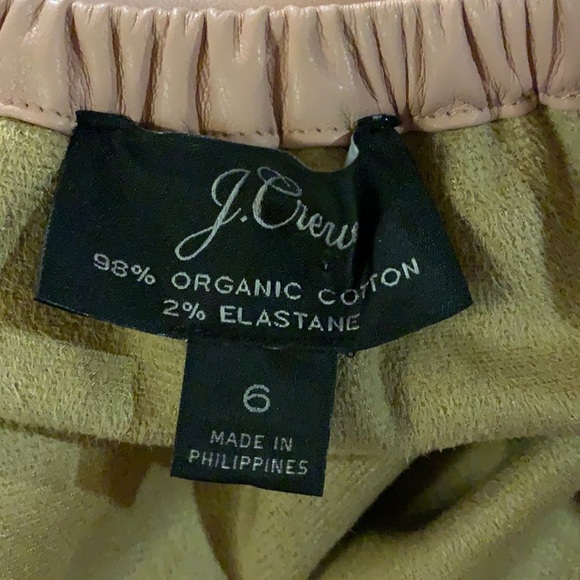 J.Crew
98% ORGANIC COTTON
2% ELASTANE
6
MADE IN
PHILIPPINES